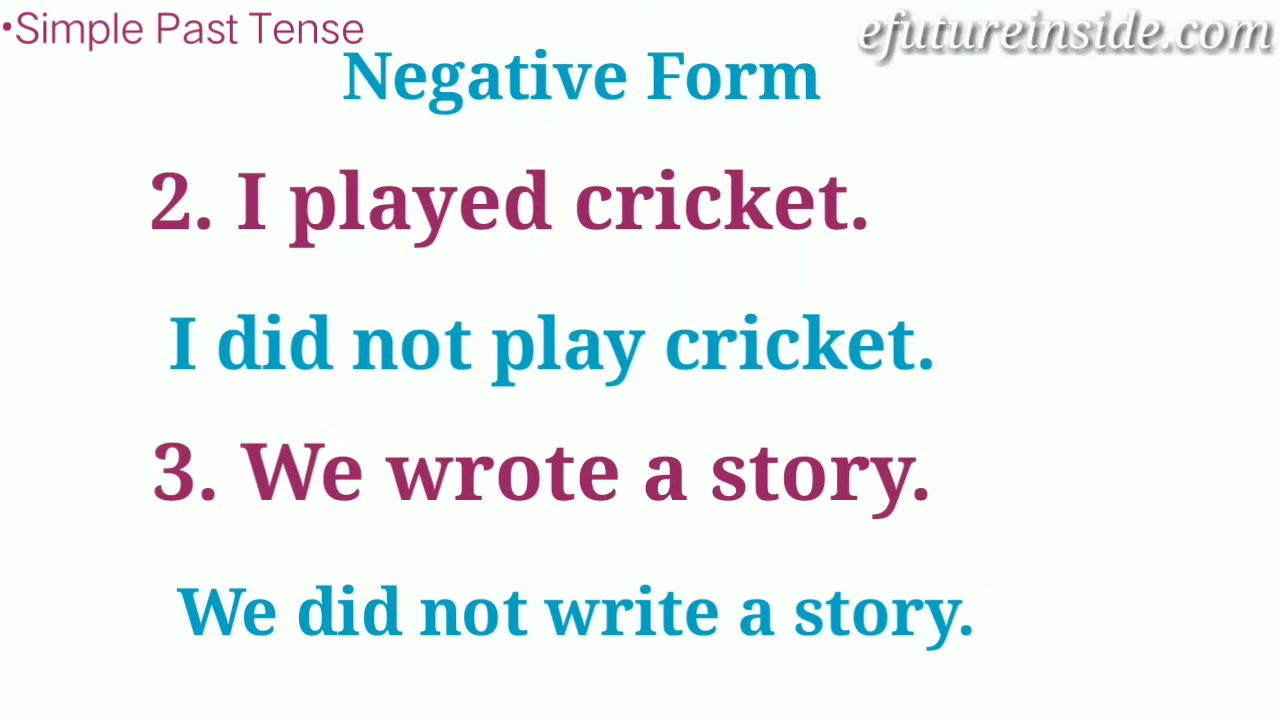 •Simple Past Tense
efutureinside.com
Negative Form
2. I played cricket.
I did not play cricket.
3. We wrote a story.
We did not write a story.